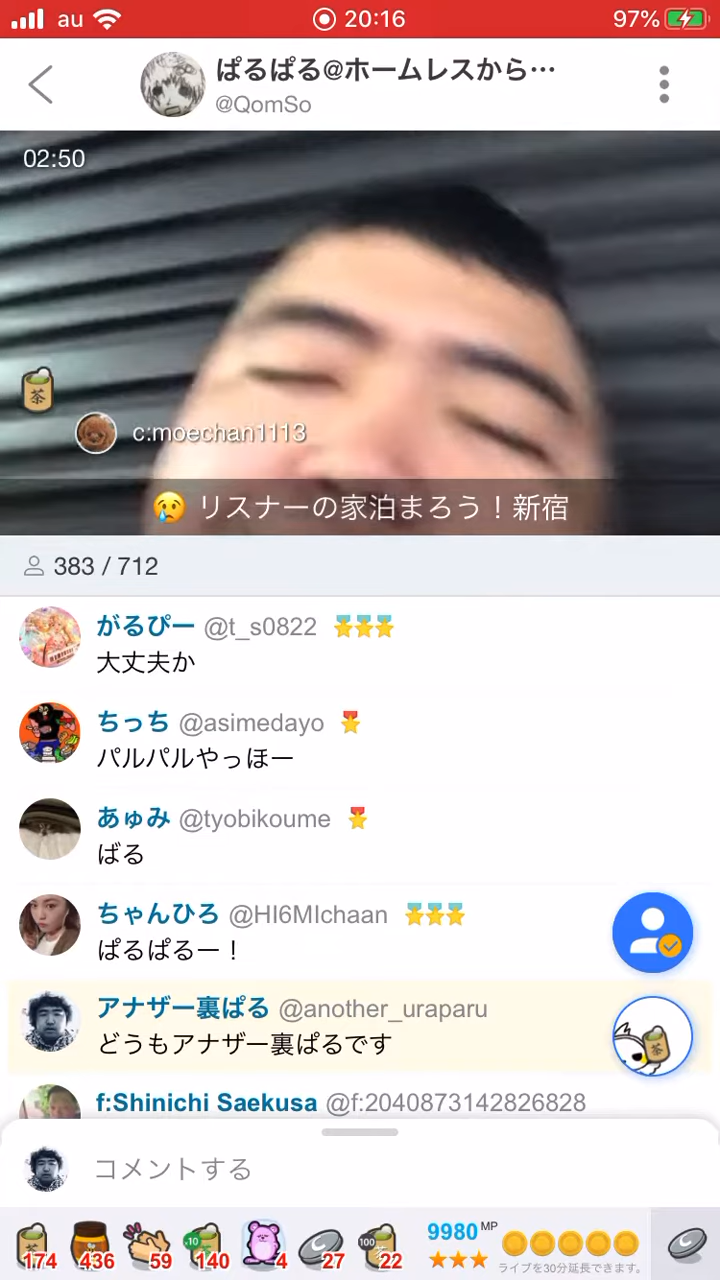 au 20:16 97%
ぱるぱる@ホームレスから…
@QomSo
02:50
茶
c:moechan1113
😢 リスナーの家泊まろう！新宿
383 / 712
がるぴー @t_s0822
大丈夫か
ちっち @asimedayo
パルパルやっほー
あゅみ @tyobikoume
ぱる
ちゃんひろ @HI6MIchaan
ぱるぱるー！
アナザー裏ぱる @another_uraparu
どうもアナザー裏ぱるです
茶
f:Shinichi Saekusa @f:2040873142826828
コメントする
174 436 59 ×10 140 4 27 100 22
9980 MP
ライブを30分延長できます。